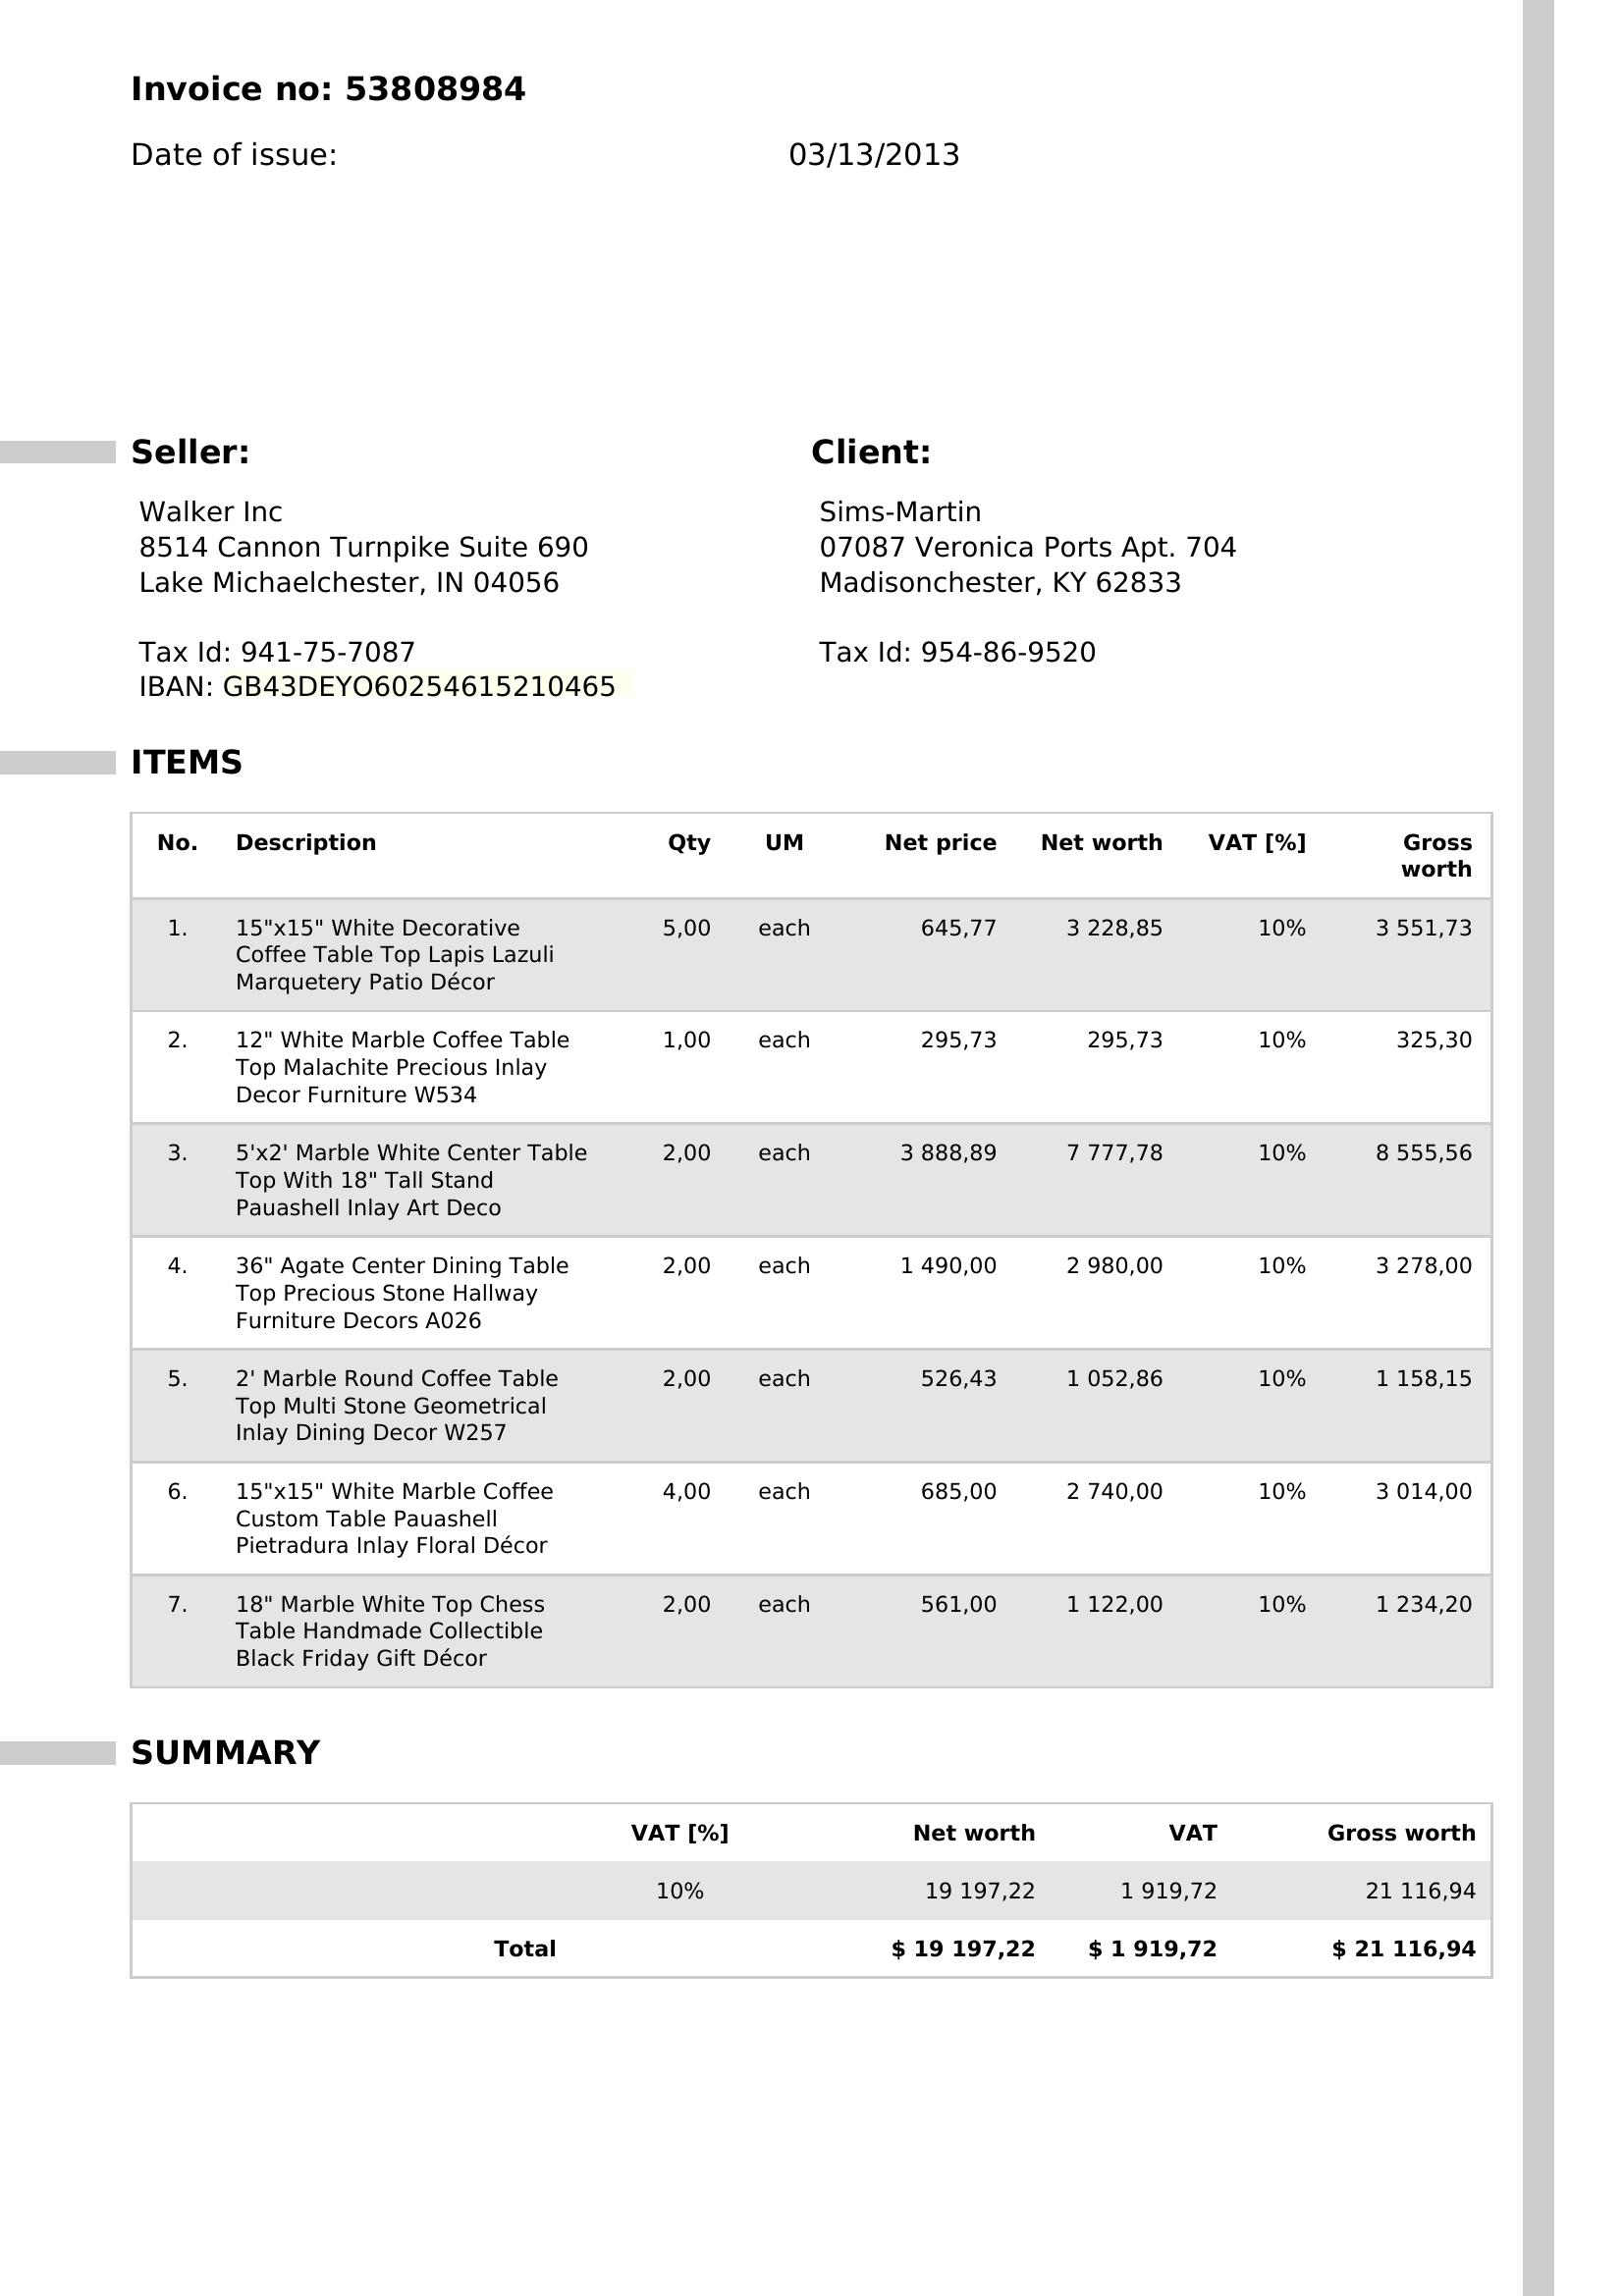 Invoice no: 53808984
Date of issue: 03/13/2013
Seller:
Walker Inc
8514 Cannon Turnpike Suite 690
Lake Michaelchester, IN 04056
Tax Id: 941-75-7087
IBAN: GB43DEYO60254615210465
Client:
Sims-Martin
07087 Veronica Ports Apt. 704
Madisonchester, KY 62833
Tax Id: 954-86-9520
ITEMS
No. Description Qty UM Net price Net worth VAT [%] Gross
worth
1. 15"x15" White Decorative 5,00 each 645,77 3 228,85 10% 3 551,73
Coffee Table Top Lapis Lazuli
Marquetery Patio Décor
2. 12" White Marble Coffee Table 1,00 each 295,73 295,73 10% 325,30
Top Malachite Precious Inlay
Decor Furniture W534
3. 5'x2' Marble White Center Table 2,00 each 3 888,89 7 777,78 10% 8 555,56
Top With 18" Tall Stand
Pauashell Inlay Art Deco
4. 36" Agate Center Dining Table 2,00 each 1 490,00 2 980,00 10% 3 278,00
Top Precious Stone Hallway
Furniture Decors A026
5. 2' Marble Round Coffee Table 2,00 each 526,43 1 052,86 10% 1 158,15
Top Multi Stone Geometrical
Inlay Dining Decor W257
6. 15"x15" White Marble Coffee 4,00 each 685,00 2 740,00 10% 3 014,00
Custom Table Pauashell
Pietradura Inlay Floral Décor
7. 18" Marble White Top Chess 2,00 each 561,00 1 122,00 10% 1 234,20
Table Handmade Collectible
Black Friday Gift Décor
SUMMARY
VAT [%] Net worth VAT Gross worth
10% 19 197,22 1 919,72 21 116,94
Total $ 19 197,22 $ 1 919,72 $ 21 116,94